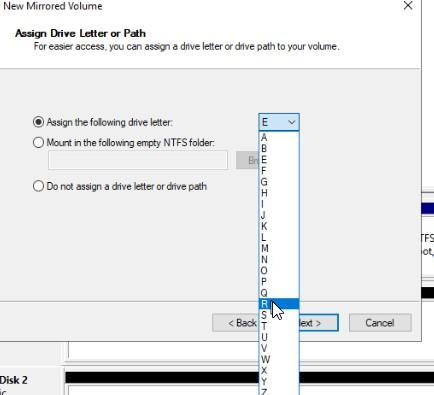 New Mirrored Volume
Assign Drive Letter or Path
For easier access, you can assign a drive letter or drive path to your volume.
Assign the following drive letter:
E
Mount in the following empty NTFS folder:
Do not assign a drive letter or drive path
A
B
E
F
G
H
I
J
K
L
M
N
O
P
Q
R
S
T
U
V
W
X
Y
Z
< Back
ext >
Cancel
TFS
ot,
Disk 2
ic